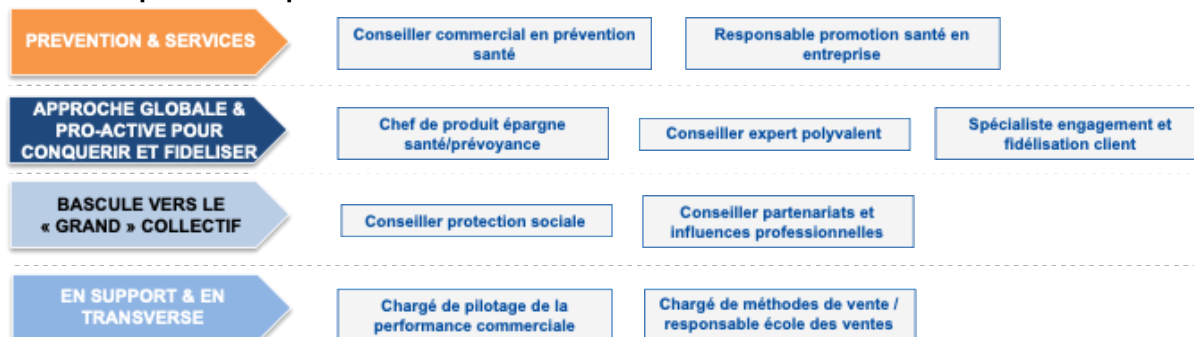 PREVENTION & SERVICES
Conseiller commercial en prévention
santé
Responsable promotion santé en
entreprise
APPROCHE GLOBALE &
PRO-ACTIVE POUR
CONQUERIR ET FIDELISER
Chef de produit épargne
santé/prévoyance
Conseiller expert polyvalent
Spécialiste engagement et
fidélisation client
BASCULE VERS LE
« GRAND » COLLECTIF
Conseiller protection sociale
Conseiller partenariats et
influences professionnelles
EN SUPPORT & EN
TRANSVERSE
Chargé de pilotage de la
performance commerciale
Chargé de méthodes de vente /
responsable école des ventes